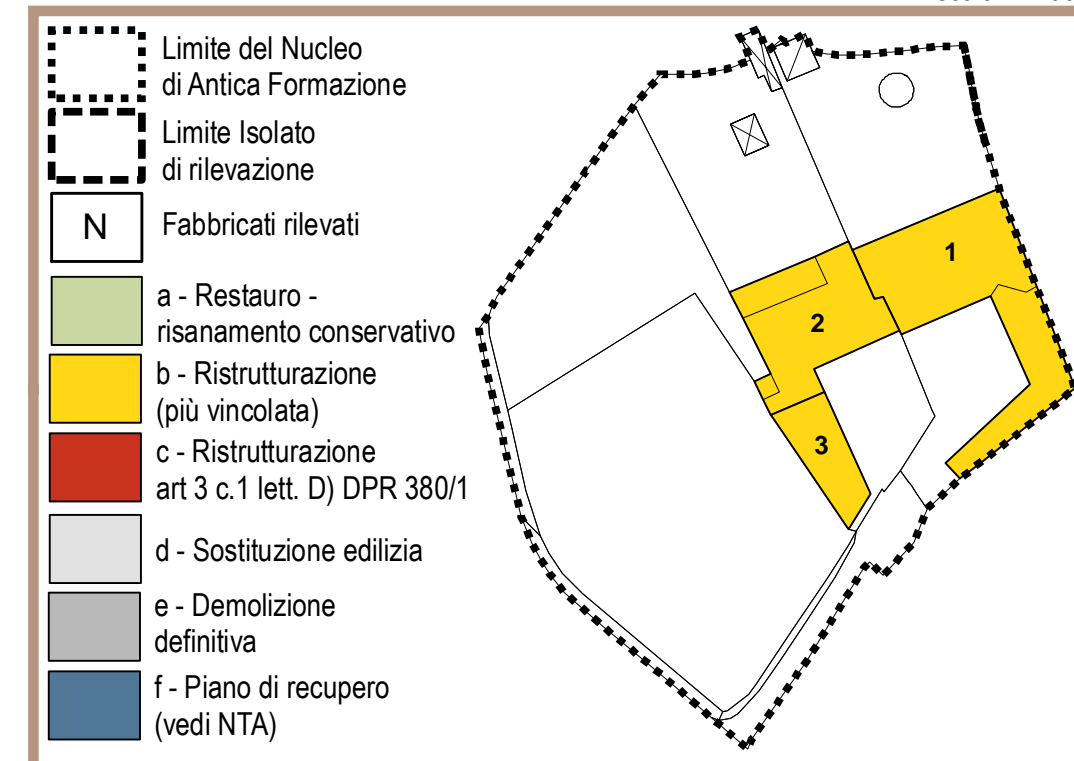 Limite del Nucleo
di Antica Formazione
Limite Isolato
di rilevazione
N
Fabbricati rilevati
a - Restauro -
risanamento conservativo
b - Ristrutturazione
(più vincolata)
c - Ristrutturazione
art 3 c.1 lett. D) DPR 380/1
d - Sostituzione edilizia
e - Demolizione
definitiva
f - Piano di recupero
(vedi NTA)
1
2
3